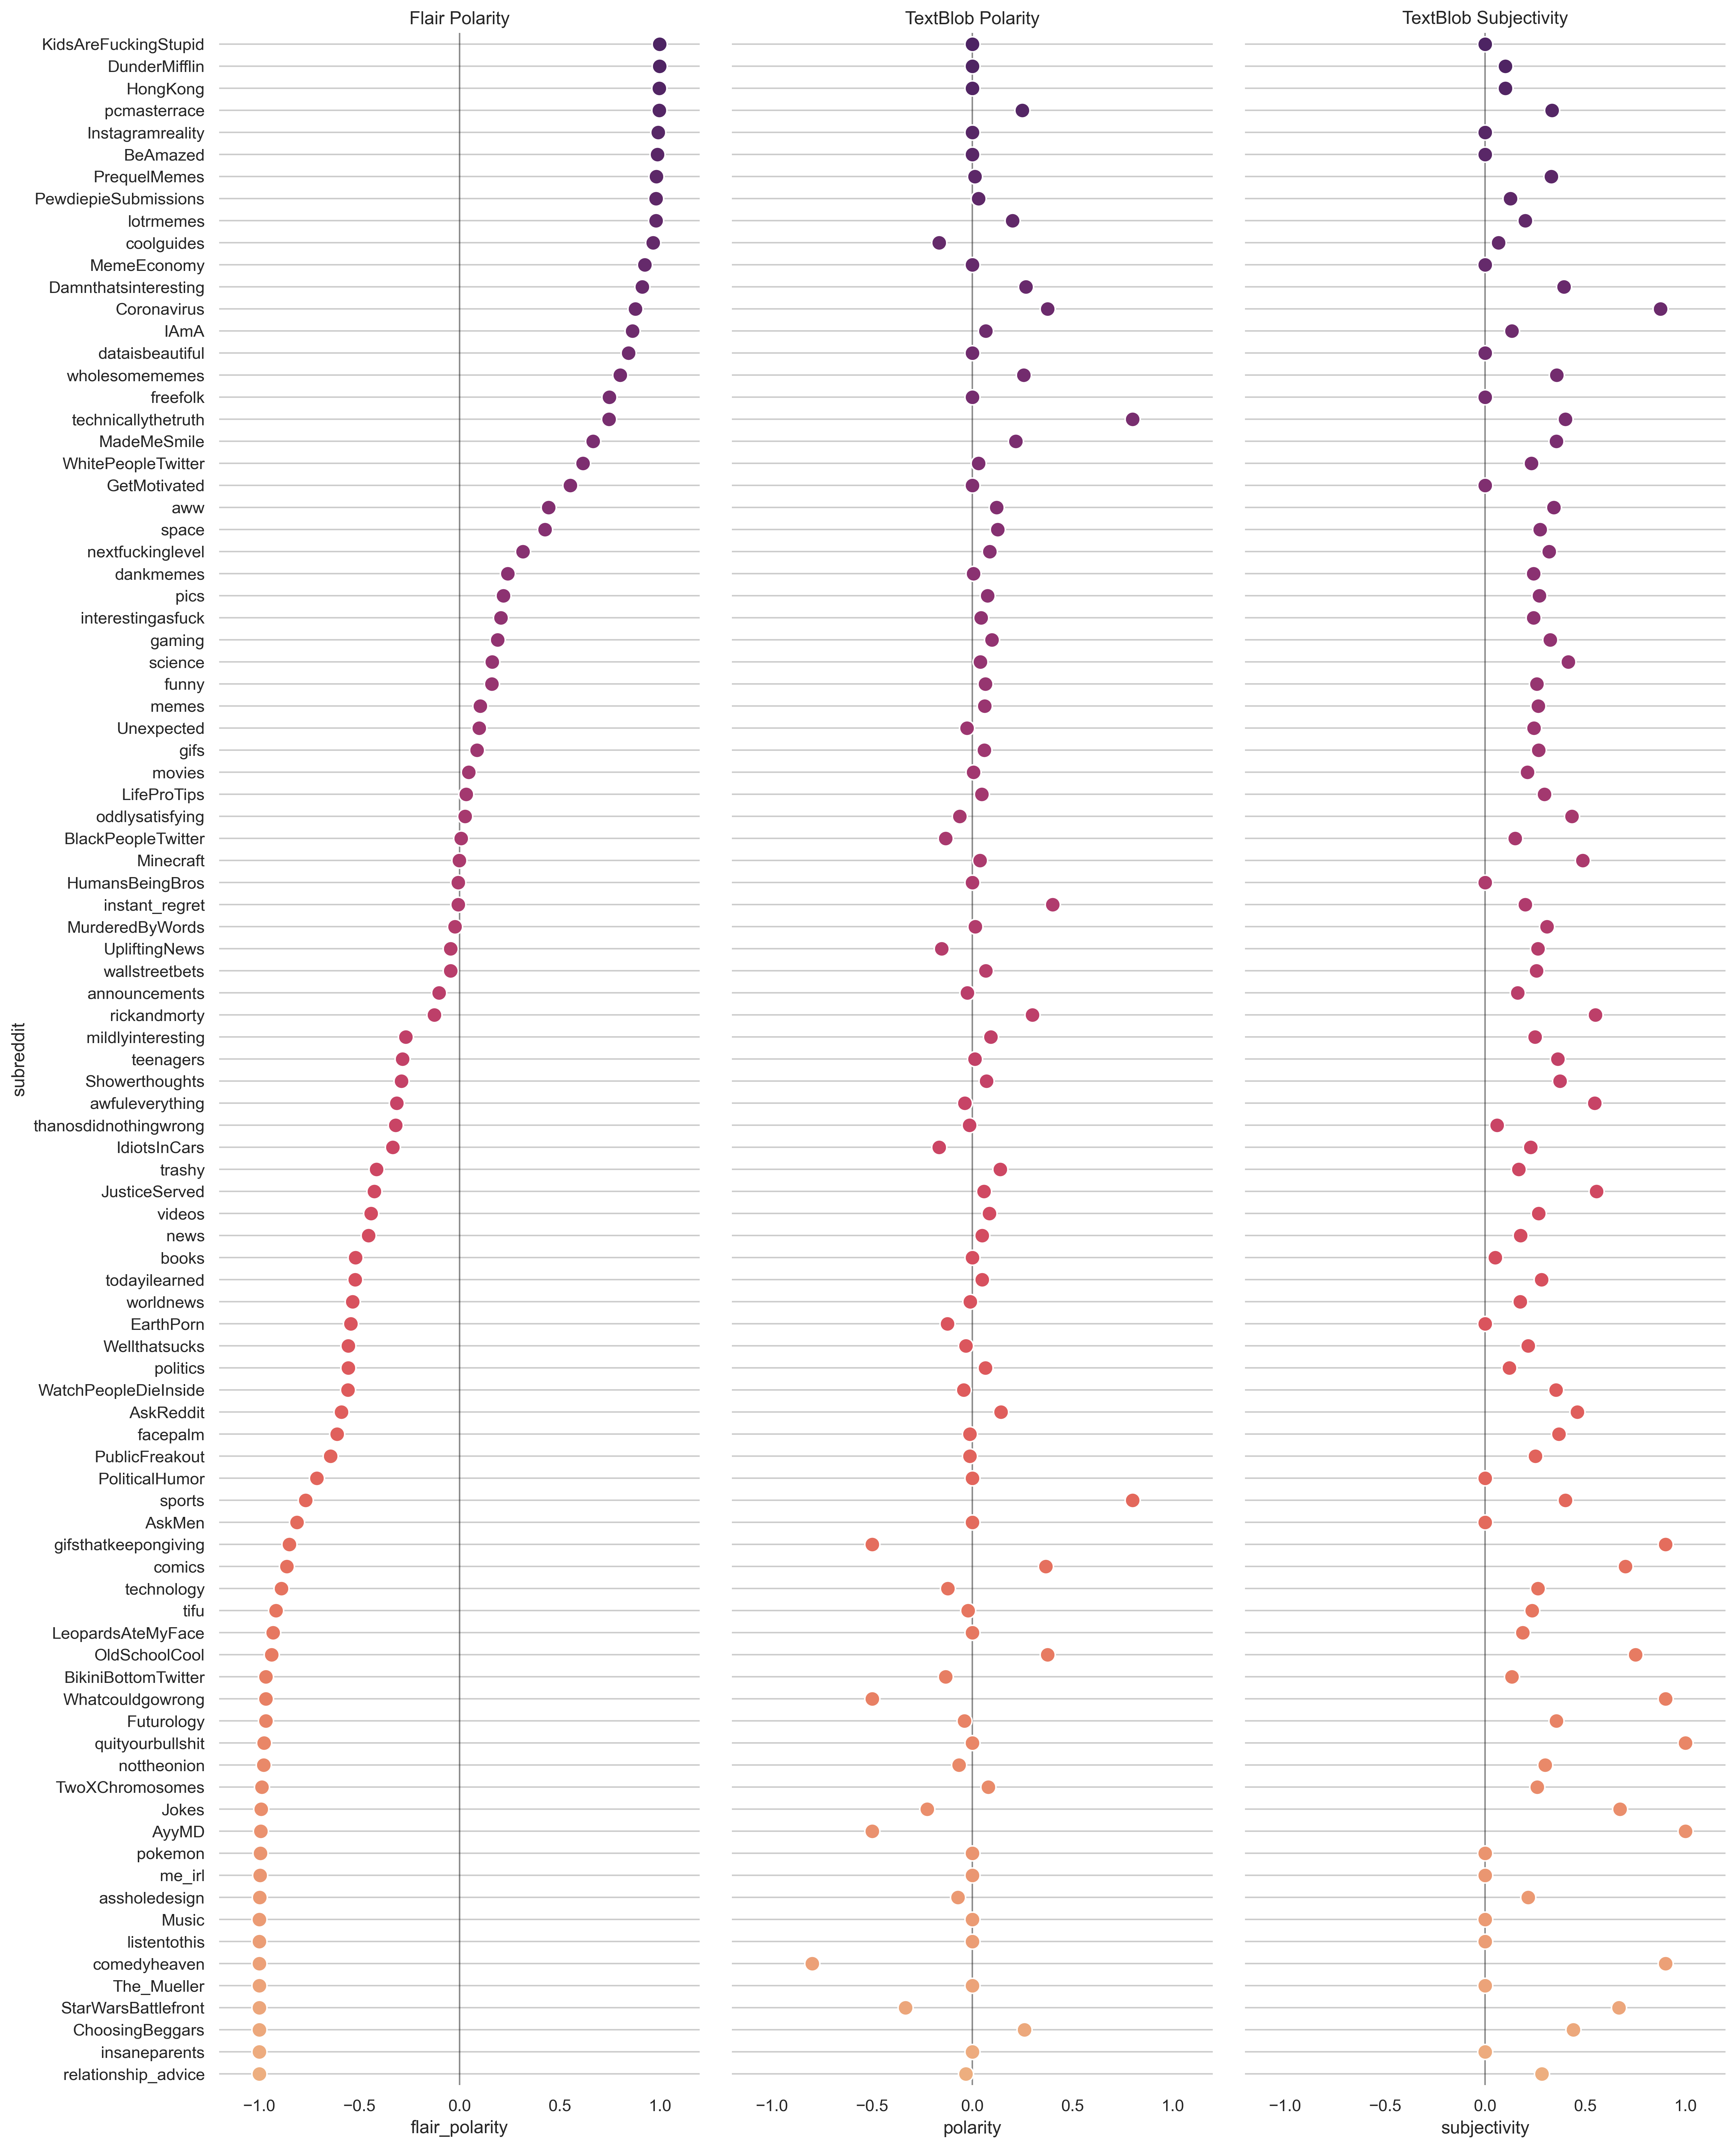 Flair Polarity
TextBlob Polarity
TextBlob Subjectivity
subreddit
KidsAreFuckingStupid
DunderMifflin
HongKong
pcmasterrace
Instagramreality
BeAmazed
PrequelMemes
PewdiepieSubmissions
lotrmemes
coolguides
MemeEconomy
Damnthatsinteresting
Coronavirus
IAmA
dataisbeautiful
wholesomememes
freefolk
technicallythetruth
MadeMeSmile
WhitePeopleTwitter
GetMotivated
aww
space
nextfuckinglevel
dankmemes
pics
interestingasfuck
gaming
science
funny
memes
Unexpected
gifs
movies
LifeProTips
oddlysatisfying
BlackPeopleTwitter
Minecraft
HumansBeingBros
instant_regret
MurderedByWords
UpliftingNews
wallstreetbets
announcements
rickandmorty
mildlyinteresting
teenagers
Showerthoughts
awfuleverything
thanosdidnothingwrong
IdiotsInCars
trashy
JusticeServed
videos
news
books
todayilearned
worldnews
EarthPorn
Wellthatsucks
politics
WatchPeopleDieInside
AskReddit
facepalm
PublicFreakout
PoliticalHumor
sports
AskMen
gifsthatkeepongiving
comics
technology
tifu
LeopardsAteMyFace
OldSchoolCool
BikiniBottomTwitter
Whatcouldgowrong
Futurology
quityourbullshit
nottheonion
TwoXChromosomes
Jokes
AyyMD
pokemon
me_irl
assholedesign
Music
listentothis
comedyheaven
The_Mueller
StarWarsBattlefront
ChoosingBeggars
insaneparents
relationship_advice
−1.0 −0.5 0.0 0.5 1.0
flair_polarity
−1.0 −0.5 0.0 0.5 1.0
polarity
−1.0 −0.5 0.0 0.5 1.0
subjectivity